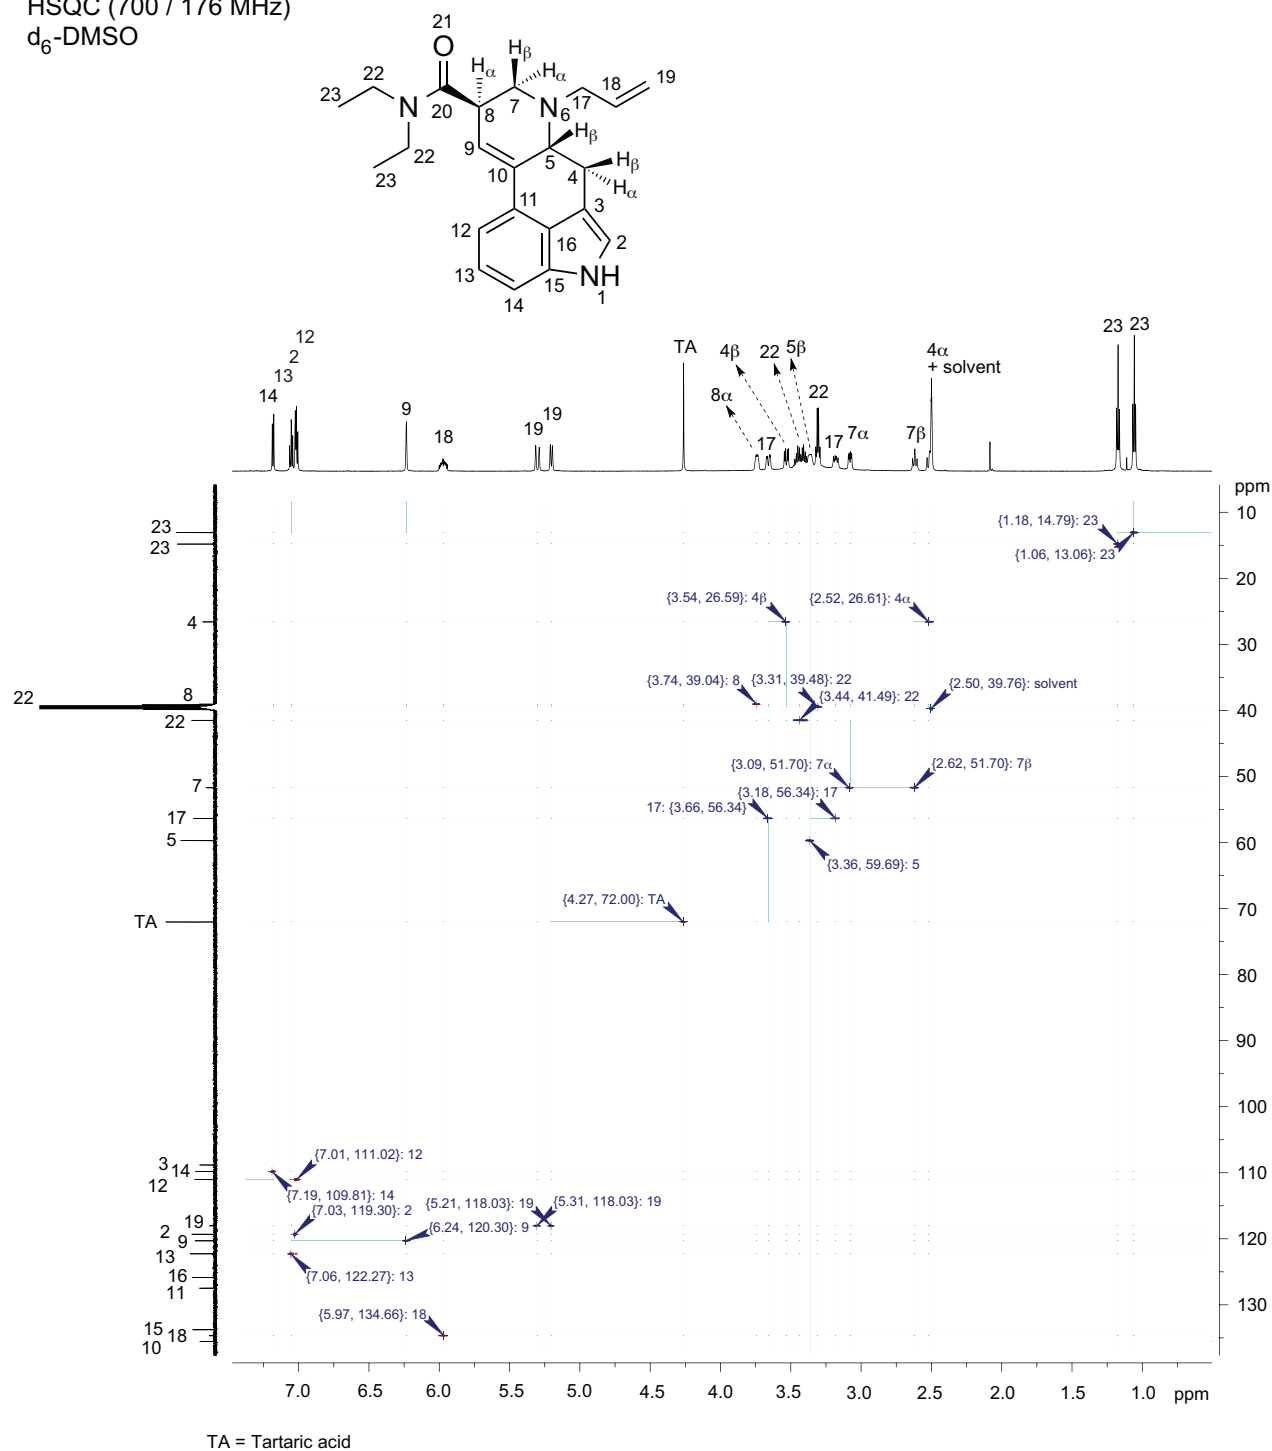 HSQC (700 / 176 MHz)
d6-DMSO
21
O
Hβ
Hα
Hα
22
23
N
20
8
7
N
6
17
18
19
22
23
9
10
5
Hβ
4
Hβ
Hα
11
3
12
16
2
13
15
NH
14
1
12
2
13
14
9
18
19
19
TA
8α
17
4β
22
5β
22
17
7α
7β
4α
+ solvent
23
23
ppm
23
23
4
22
8
22
7
17
5
TA
3
14
12
19
2
9
13
16
11
15
18
10
{1.18, 14.79}: 23
{1.06, 13.06}: 23
{3.54, 26.59}: 4β
{2.52, 26.61}: 4α
{3.74, 39.04}: 8
{3.31, 39.48}: 22
{3.44, 41.49}: 22
{2.50, 39.76}: solvent
{3.09, 51.70}: 7α
{2.62, 51.70}: 7β
{3.18, 56.34}: 17
17: {3.66, 56.34}
{3.36, 59.69}: 5
{4.27, 72.00}: TA
{7.01, 111.02}: 12
{7.19, 109.81}: 14
{7.03, 119.30}: 2
{5.21, 118.03}: 19
{5.31, 118.03}: 19
{6.24, 120.30}: 9
{7.06, 122.27}: 13
{5.97, 134.66}: 18
10
20
30
40
50
60
70
80
90
100
110
120
130
7.0 6.5 6.0 5.5 5.0 4.5 4.0 3.5 3.0 2.5 2.0 1.5 1.0 ppm
TA = Tartaric acid